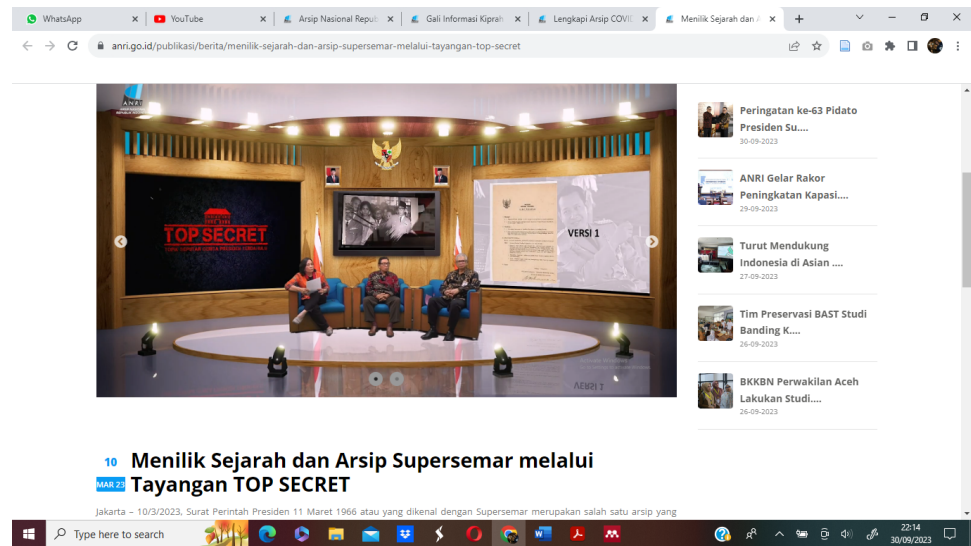 WhatsApp
YouTube
Arsip Nasional Repub
Gali Informasi Kiprah
Lengkapi Arsip COVID
Menilik Sejarah dan A
anri.go.id/publikasi/berita/menilik-sejarah-dan-arsip-supersemar-melalui-tayangan-top-secret
ANRI
TOP SECRET
VERSI 1
Peringatan ke-63 Pidato
Presiden Su....
30-09-2023
ANRI Gelar Rakor
Peningkatan Kapasi....
29-09-2023
Turut Mendukung
Indonesia di Asian ....
27-09-2023
Tim Preservasi BAST Studi
Banding K....
26-09-2023
BKKBN Perwakilan Aceh
Lakukan Studi....
26-09-2023
10
MAR 23
Menilik Sejarah dan Arsip Supersemar melalui
Tayangan TOP SECRET
Jakarta – 10/3/2023, Surat Perintah Presiden 11 Maret 1966 atau yang dikenal dengan Supersemar merupakan salah satu arsip yang
Type here to search
22:14
30/09/2023